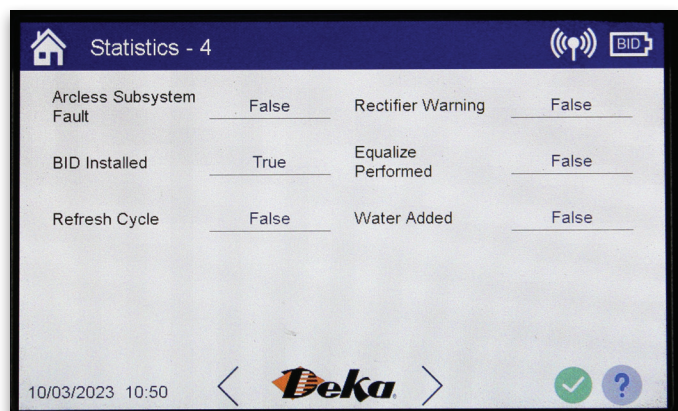 Statistics - 4
BID
Arcless Subsystem
Fault
False
Rectifier Warning
False
BID Installed
True
Equalize
Performed
False
Refresh Cycle
False
Water Added
False
10/03/2023 10:50
Deka
?